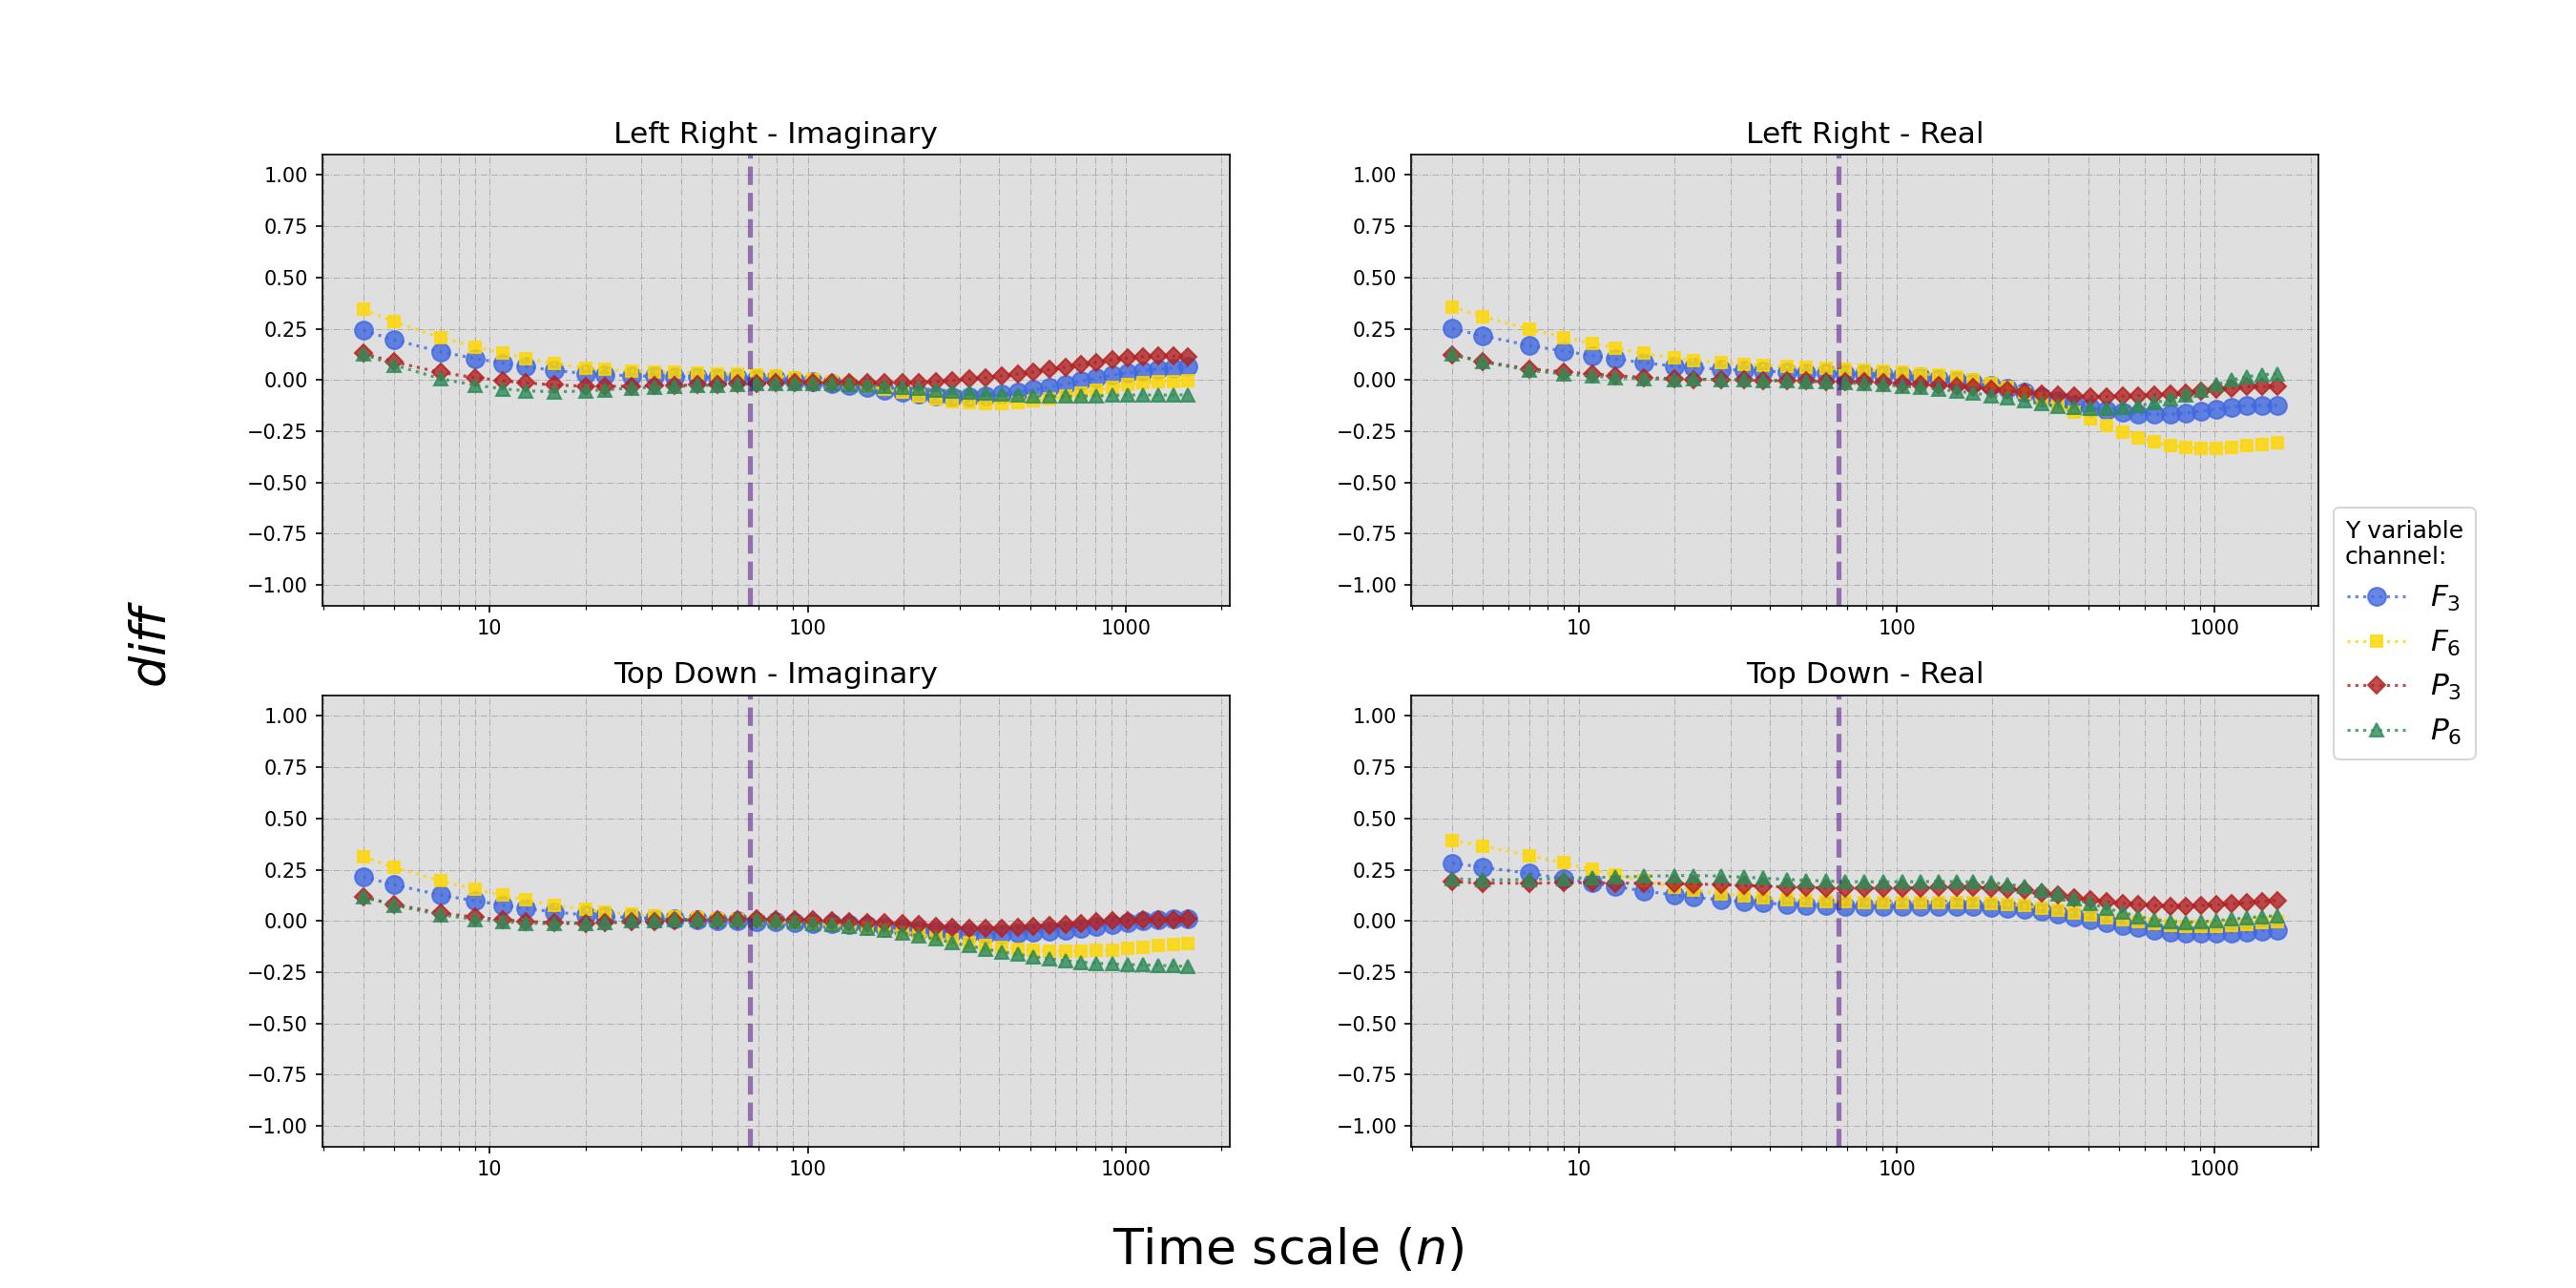 Left Right - Imaginary
1.00
0.75
0.50
0.25
0.00
−0.25
−0.50
−0.75
−1.00
10 100 1000
Left Right - Real
1.00
0.75
0.50
0.25
0.00
−0.25
−0.50
−0.75
−1.00
10 100 1000
Top Down - Imaginary
1.00
0.75
0.50
0.25
0.00
−0.25
−0.50
−0.75
−1.00
10 100 1000
Top Down - Real
1.00
0.75
0.50
0.25
0.00
−0.25
−0.50
−0.75
−1.00
10 100 1000
diff
Time scale (n)
Y variable
channel:
F₃
F₆
P₃
P₆